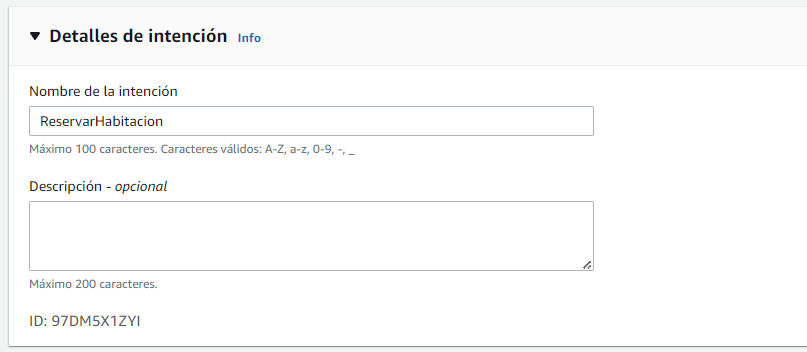 Detalles de intención Info
Nombre de la intención
ReservarHabitacion
Máximo 100 caracteres. Caracteres válidos: A-Z, a-z, 0-9, -, _
Descripción - opcional
Máximo 200 caracteres.
ID: 97DM5X1ZYI